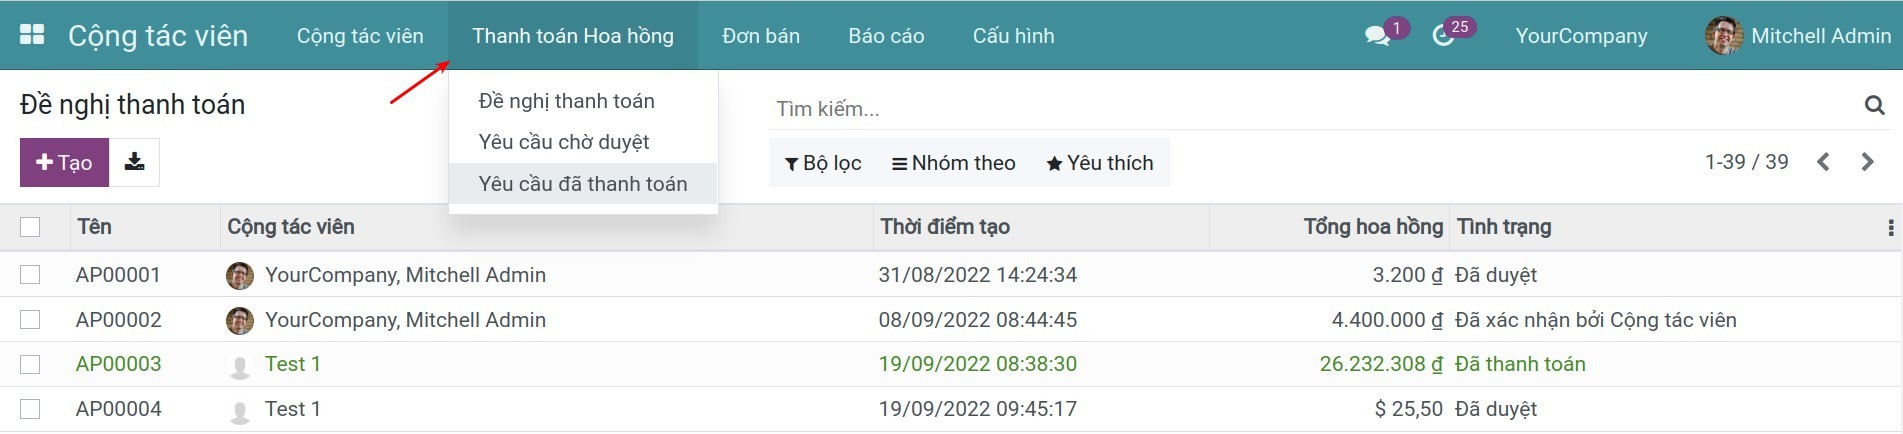 Cộng tác viên Cộng tác viên Thanh toán Hoa hồng Đơn bán Báo cáo Cấu hình 1 25 YourCompany Mitchell Admin
Đề nghị thanh toán
Đề nghị thanh toán
Yêu cầu chờ duyệt
Yêu cầu đã thanh toán
Tìm kiếm...
Tạo
Bộ lọc Nhóm theo Yêu thích 1-39 / 39
Tên Cộng tác viên Thời điểm tạo Tổng hoa hồng Tình trạng
AP00001 YourCompany, Mitchell Admin 31/08/2022 14:24:34 3.200 ₫ Đã duyệt
AP00002 YourCompany, Mitchell Admin 08/09/2022 08:44:45 4.400.000 ₫ Đã xác nhận bởi Cộng tác viên
AP00003 Test 1 19/09/2022 08:38:30 26.232.308 ₫ Đã thanh toán
AP00004 Test 1 19/09/2022 09:45:17 $ 25,50 Đã duyệt